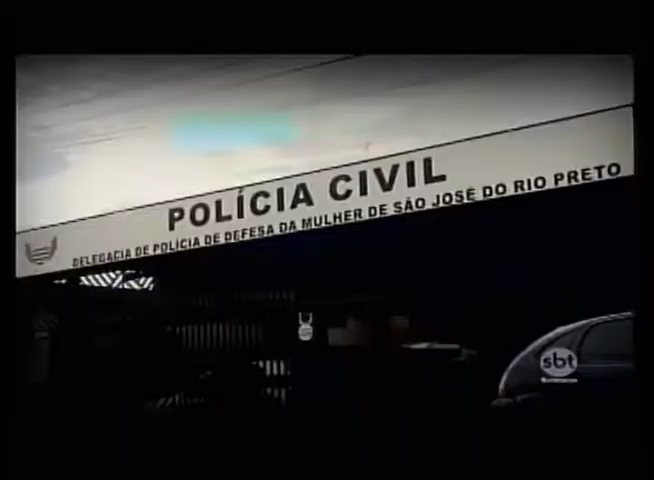 POLÍCIA CIVIL
DELEGACIA DE POLÍCIA DE DEFESA DA MULHER DE SÃO JOSÉ DO RIO PRETO
sbt